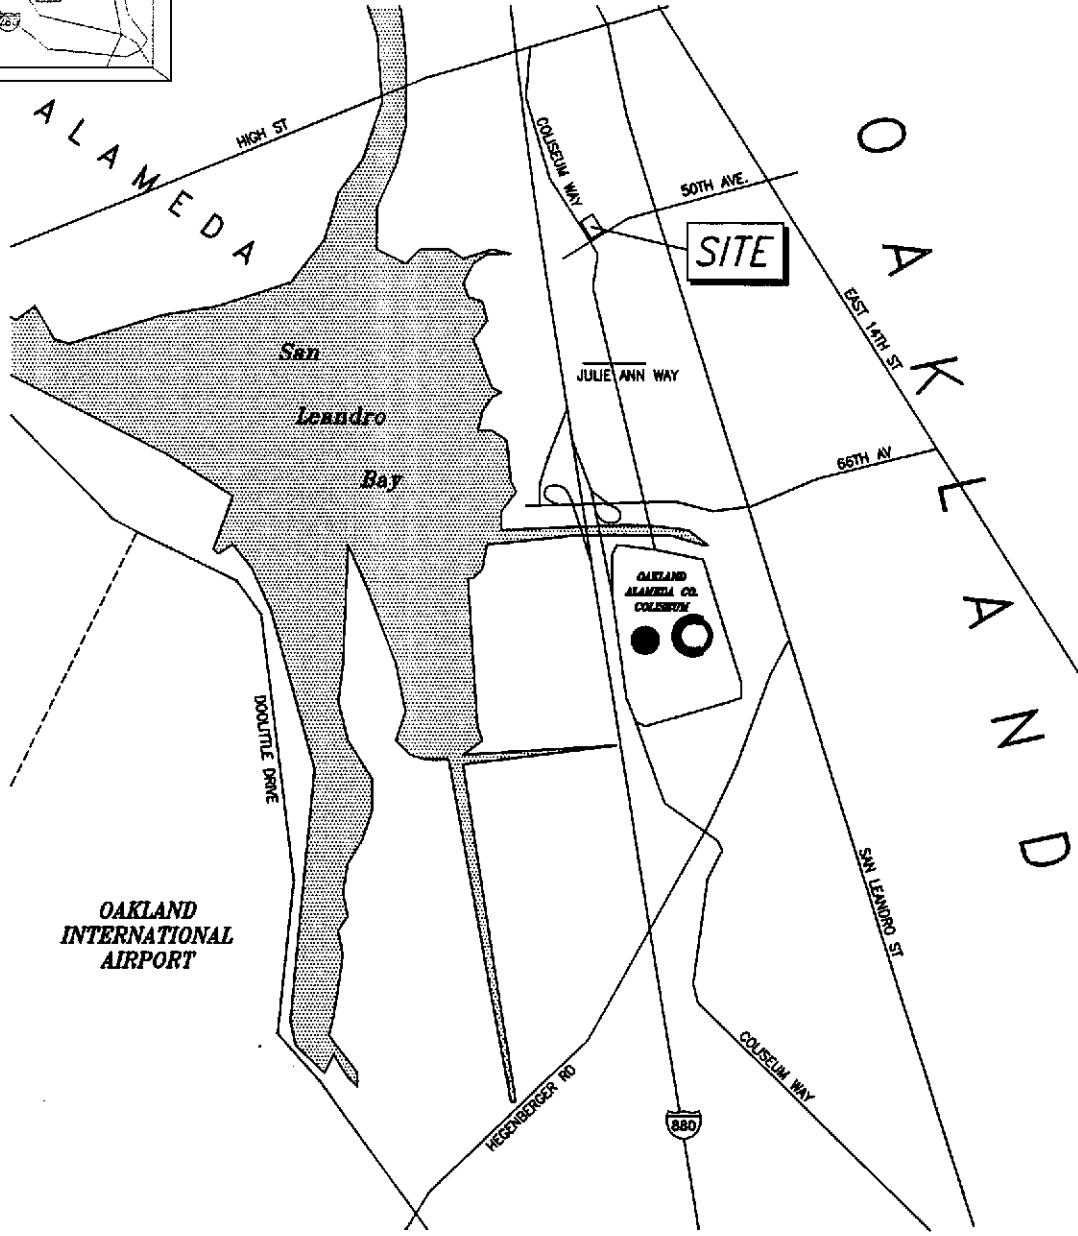 ALAMEDA
HIGH ST
COLISEUM WAY
50TH AVE.
SITE
OAKLAND
EAST 14TH ST
San
Leandro
Bay
JULIE ANN WAY
66TH AV
OAKLAND
ALAMEDA CO.
COLISEUM
DOOLITTLE DRIVE
OAKLAND
INTERNATIONAL
AIRPORT
SAN LEANDRO ST
COLISEUM WAY
HEGENBERGER RD
880